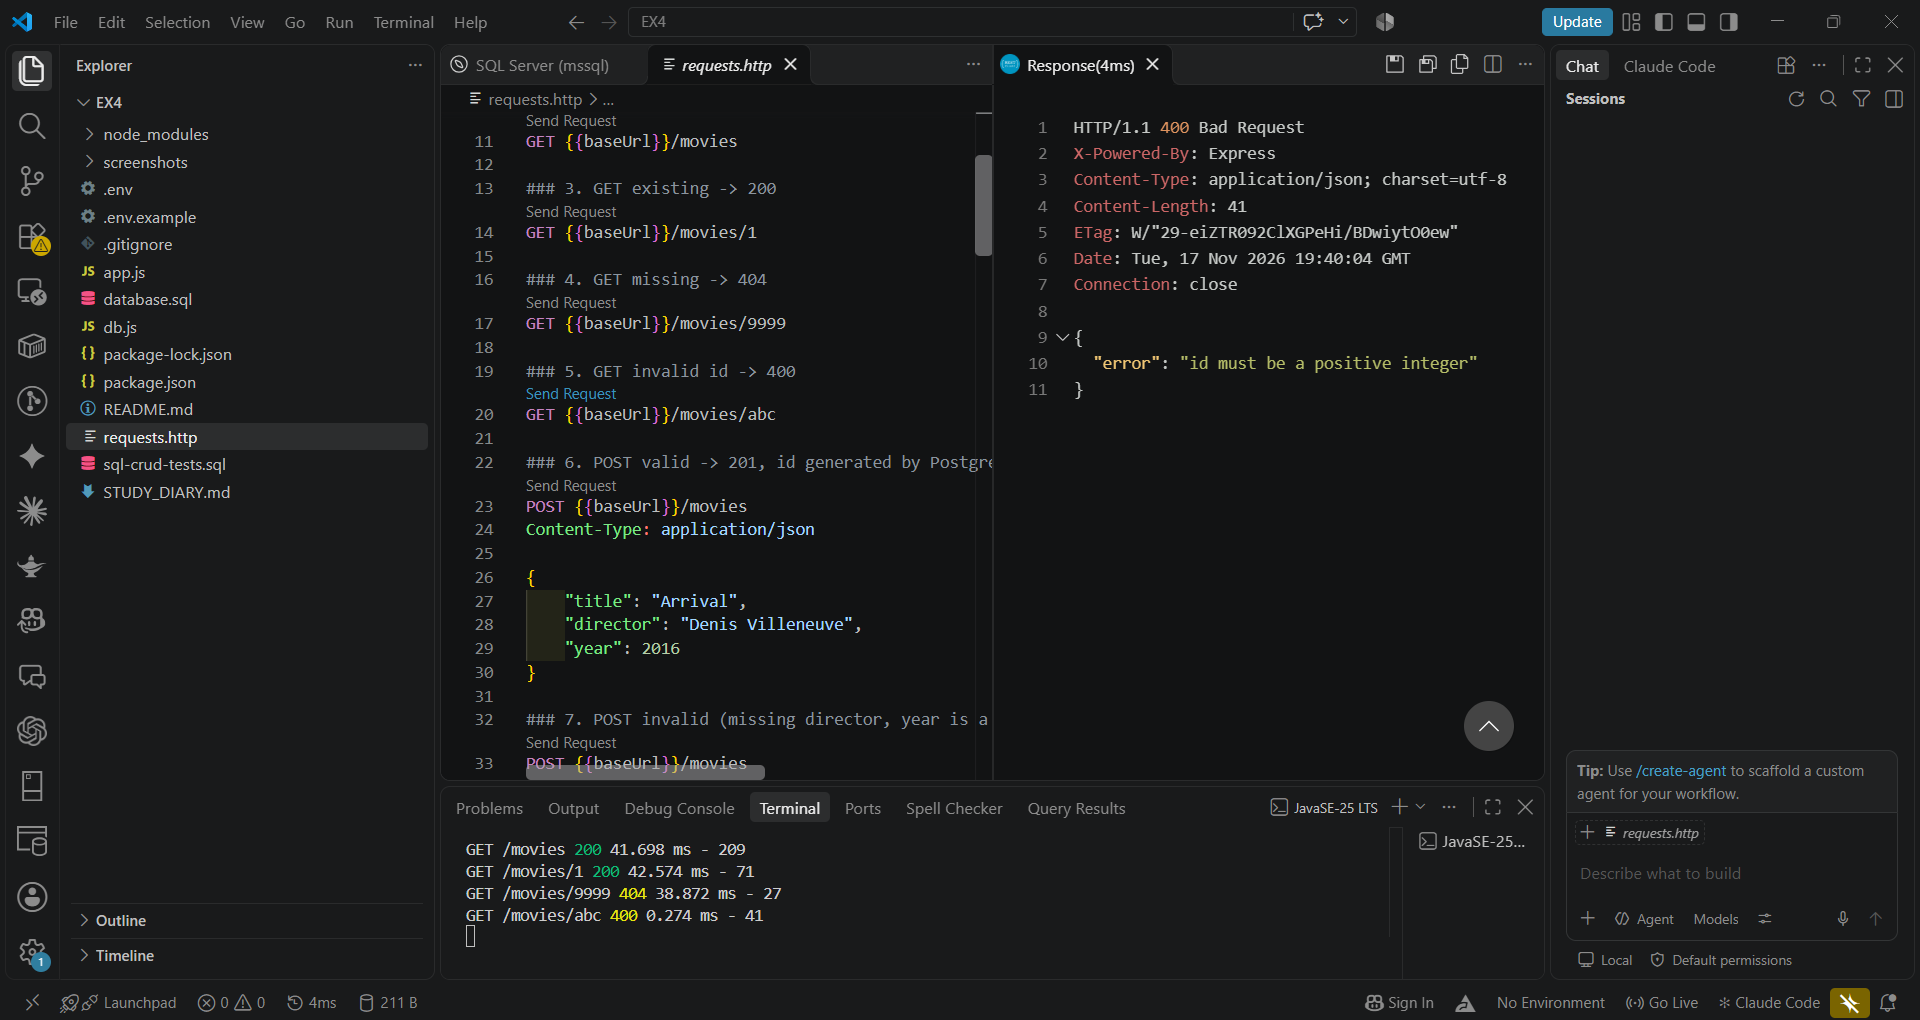 File Edit Selection View Go Run Terminal Help
EX4
Update
Explorer
EX4
node_modules
screenshots
.env
.env.example
.gitignore
JS app.js
database.sql
JS db.js
{} package-lock.json
{} package.json
README.md
requests.http
sql-crud-tests.sql
STUDY_DIARY.md
Outline
Timeline
SQL Server (mssql)
requests.http
requests.http > ...
Send Request
11 GET {{baseUrl}}/movies
12
13 ### 3. GET existing -> 200
Send Request
14 GET {{baseUrl}}/movies/1
15
16 ### 4. GET missing -> 404
Send Request
17 GET {{baseUrl}}/movies/9999
18
19 ### 5. GET invalid id -> 400
Send Request
20 GET {{baseUrl}}/movies/abc
21
22 ### 6. POST valid -> 201, id generated by Postgre
Send Request
23 POST {{baseUrl}}/movies
24 Content-Type: application/json
25
26 {
27 "title": "Arrival",
28 "director": "Denis Villeneuve",
29 "year": 2016
30 }
31
32 ### 7. POST invalid (missing director, year is a
Send Request
33 POST {{baseUrl}}/movies
Response(4ms)
1 HTTP/1.1 400 Bad Request
2 X-Powered-By: Express
3 Content-Type: application/json; charset=utf-8
4 Content-Length: 41
5 ETag: W/"29-eiZTR092ClXGPeHi/BDwiytO0ew"
6 Date: Tue, 17 Nov 2026 19:40:04 GMT
7 Connection: close
8
9 {
10 "error": "id must be a positive integer"
11 }
Problems Output Debug Console Terminal Ports Spell Checker Query Results
JavaSE-25 LTS
GET /movies 200 41.698 ms - 209
GET /movies/1 200 42.574 ms - 71
GET /movies/9999 404 38.872 ms - 27
GET /movies/abc 400 0.274 ms - 41
JavaSE-25...
Chat Claude Code
Sessions
Tip: Use /create-agent to scaffold a custom
agent for your workflow.
requests.http
Describe what to build
Agent Models
Local Default permissions
1
Launchpad 0 0 4ms 211 B
Sign In No Environment Go Live Claude Code